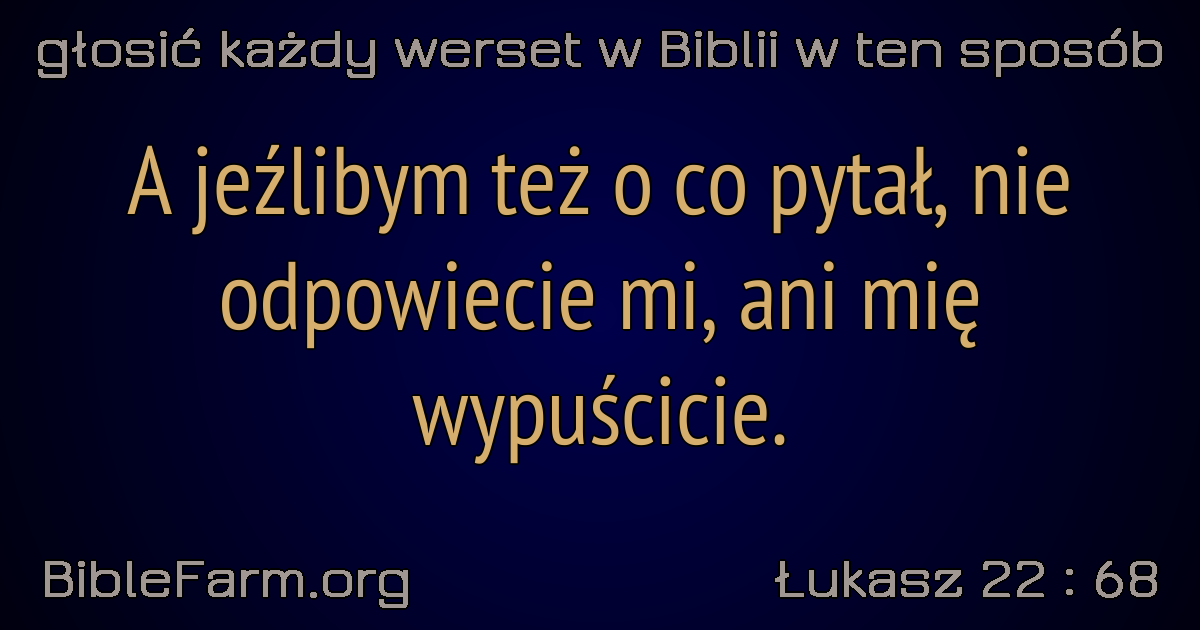 głosić każdy werset w Biblii w ten sposób
A jeźlibym też o co pytał, nie
odpowiecie mi, ani mię
wypuścicie.
BibleFarm.org
Łukasz 22 : 68